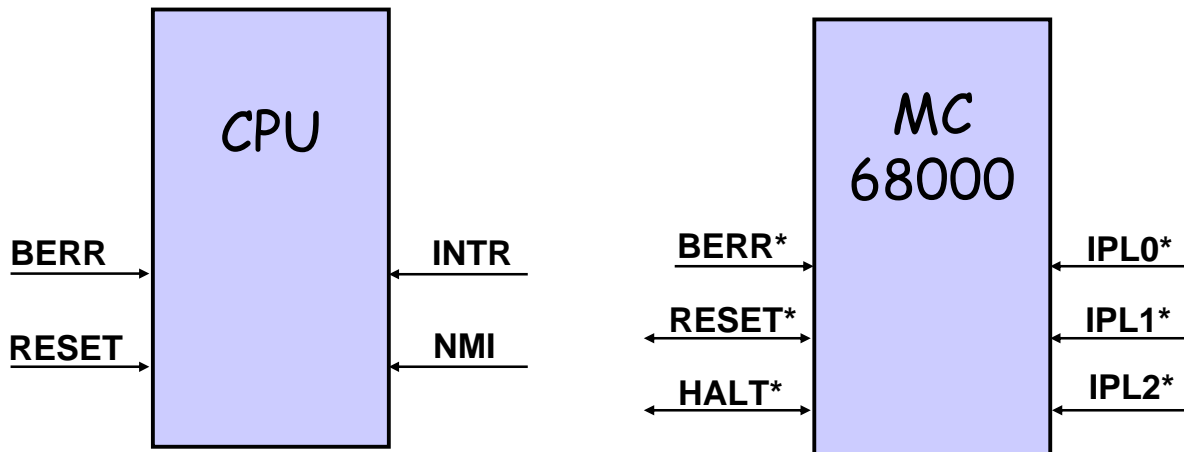 CPU
BERR
INTR
RESET
NMI
MC
68000
BERR*
IPL0*
RESET*
IPL1*
HALT*
IPL2*